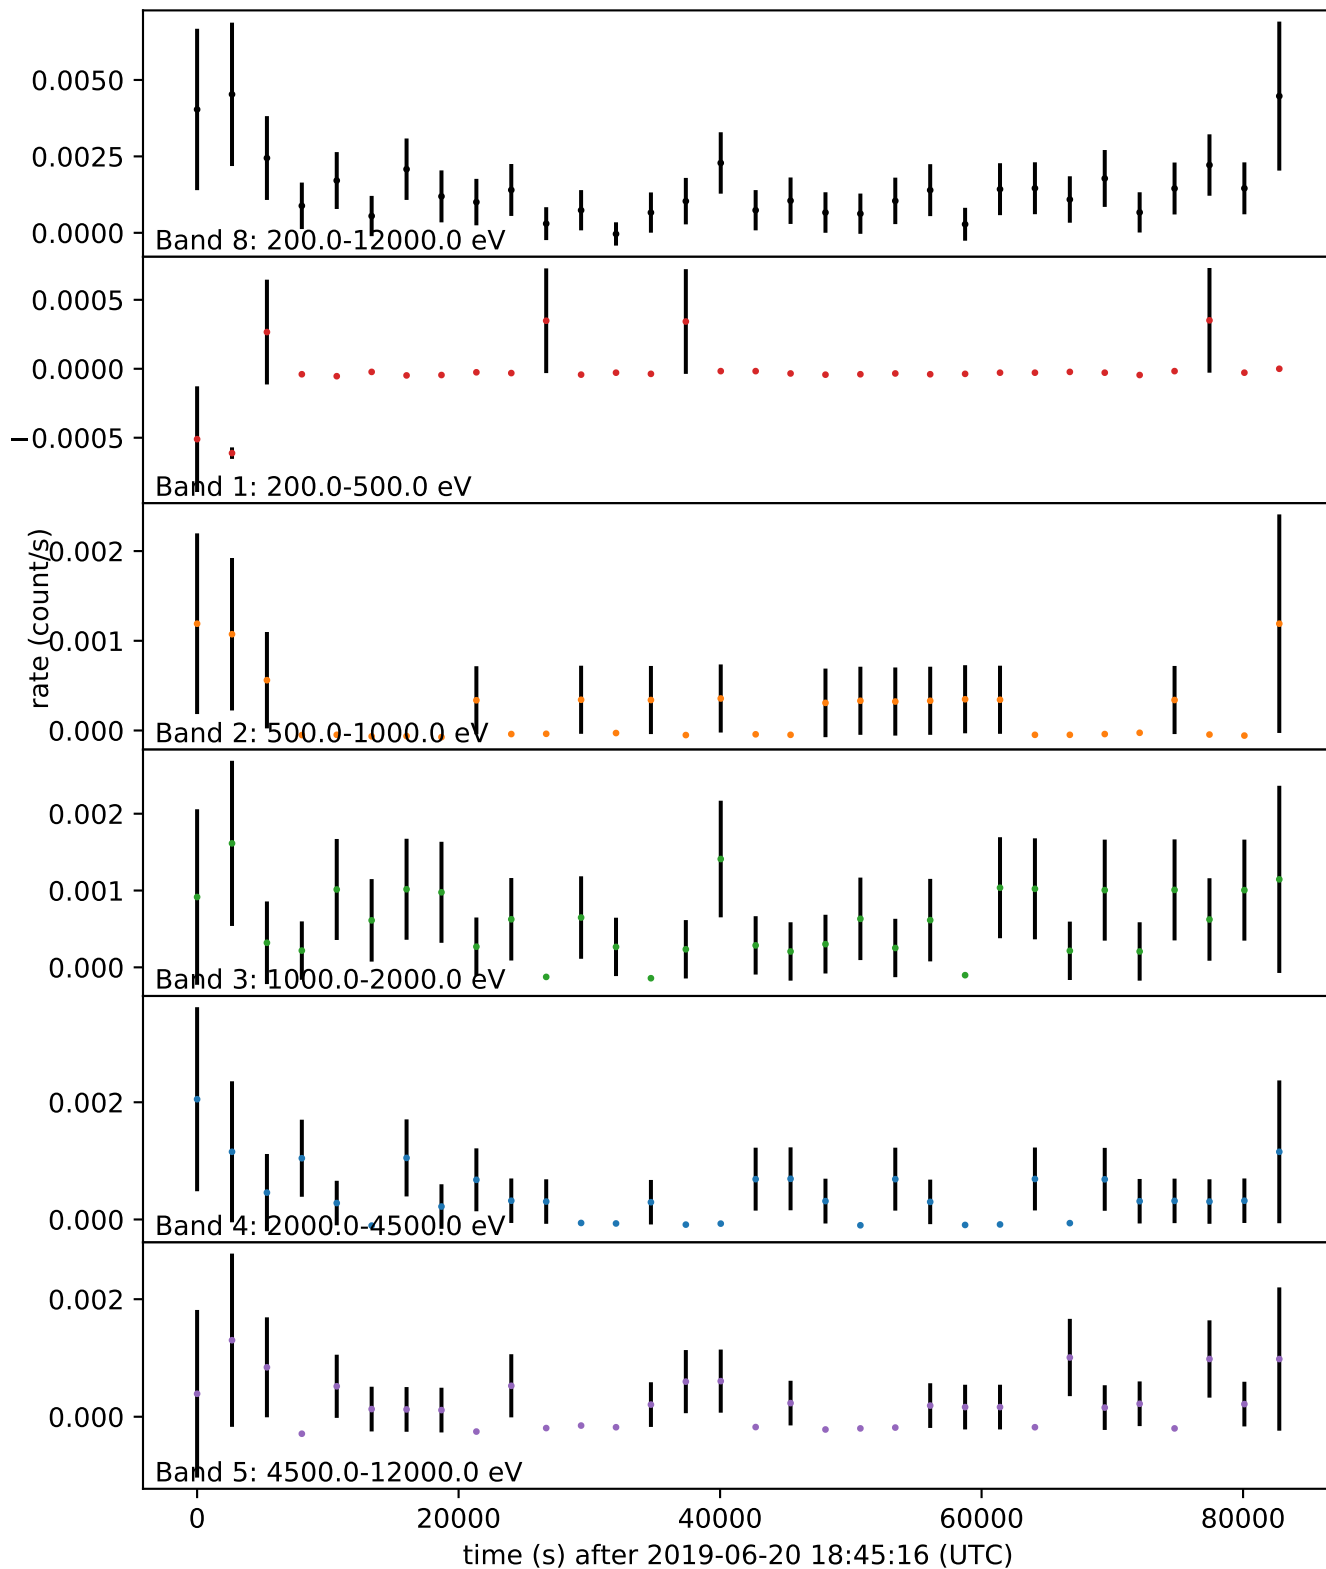 0.0050
0.0025
0.0000
Band 8: 200.0-12000.0 eV
0.0005
0.0000
−0.0005
Band 1: 200.0-500.0 eV
rate (count/s)
0.002
0.001
0.000
Band 2: 500.0-1000.0 eV
0.002
0.001
0.000
Band 3: 1000.0-2000.0 eV
0.002
0.000
Band 4: 2000.0-4500.0 eV
0.002
0.000
Band 5: 4500.0-12000.0 eV
0 20000 40000 60000 80000
time (s) after 2019-06-20 18:45:16 (UTC)